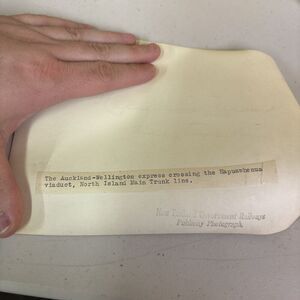 The Auckland-Wellington express crossing the Hapuawhenua
viaduct, North Island Main Trunk line.
New Zealand Government Railways
Publicity Photograph